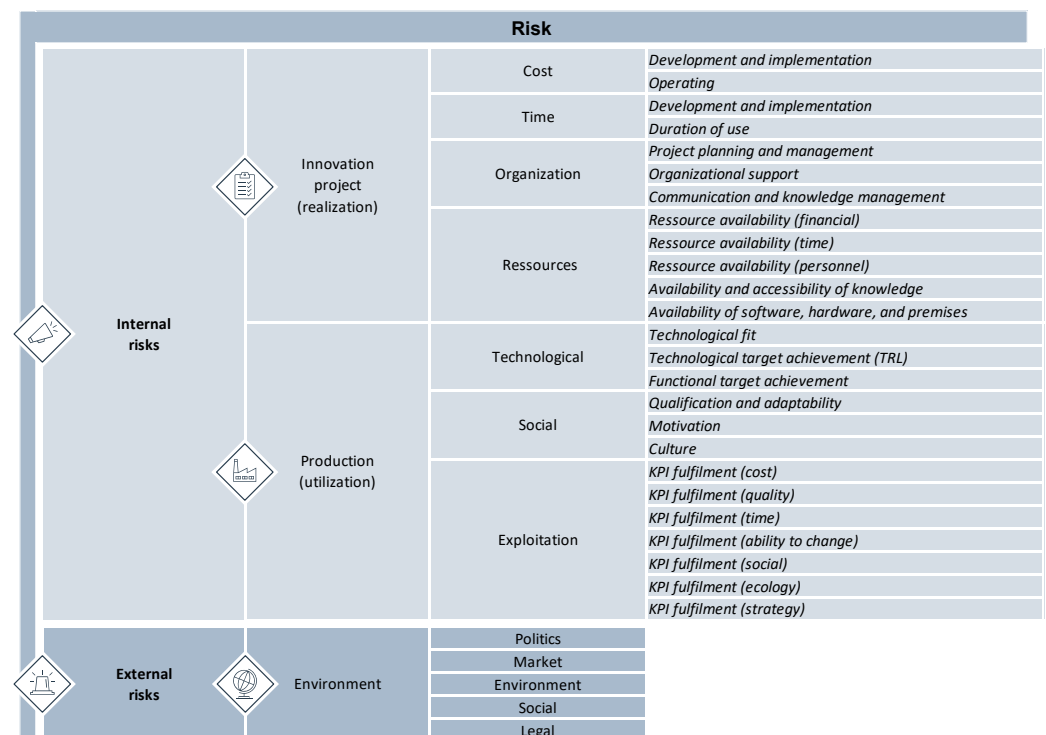 Risk
Internal
risks
Innovation
project
(realization)
Cost
Development and implementation
Operating
Time
Development and implementation
Duration of use
Organization
Project planning and management
Organizational support
Communication and knowledge management
Ressources
Ressource availability (financial)
Ressource availability (time)
Ressource availability (personnel)
Availability and accessibility of knowledge
Availability of software, hardware, and premises
Production
(utilization)
Technological
Technological fit
Technological target achievement (TRL)
Functional target achievement
Social
Qualification and adaptability
Motivation
Culture
Exploitation
KPI fulfilment (cost)
KPI fulfilment (quality)
KPI fulfilment (time)
KPI fulfilment (ability to change)
KPI fulfilment (social)
KPI fulfilment (ecology)
KPI fulfilment (strategy)
External
risks
Environment
Politics
Market
Environment
Social
Legal